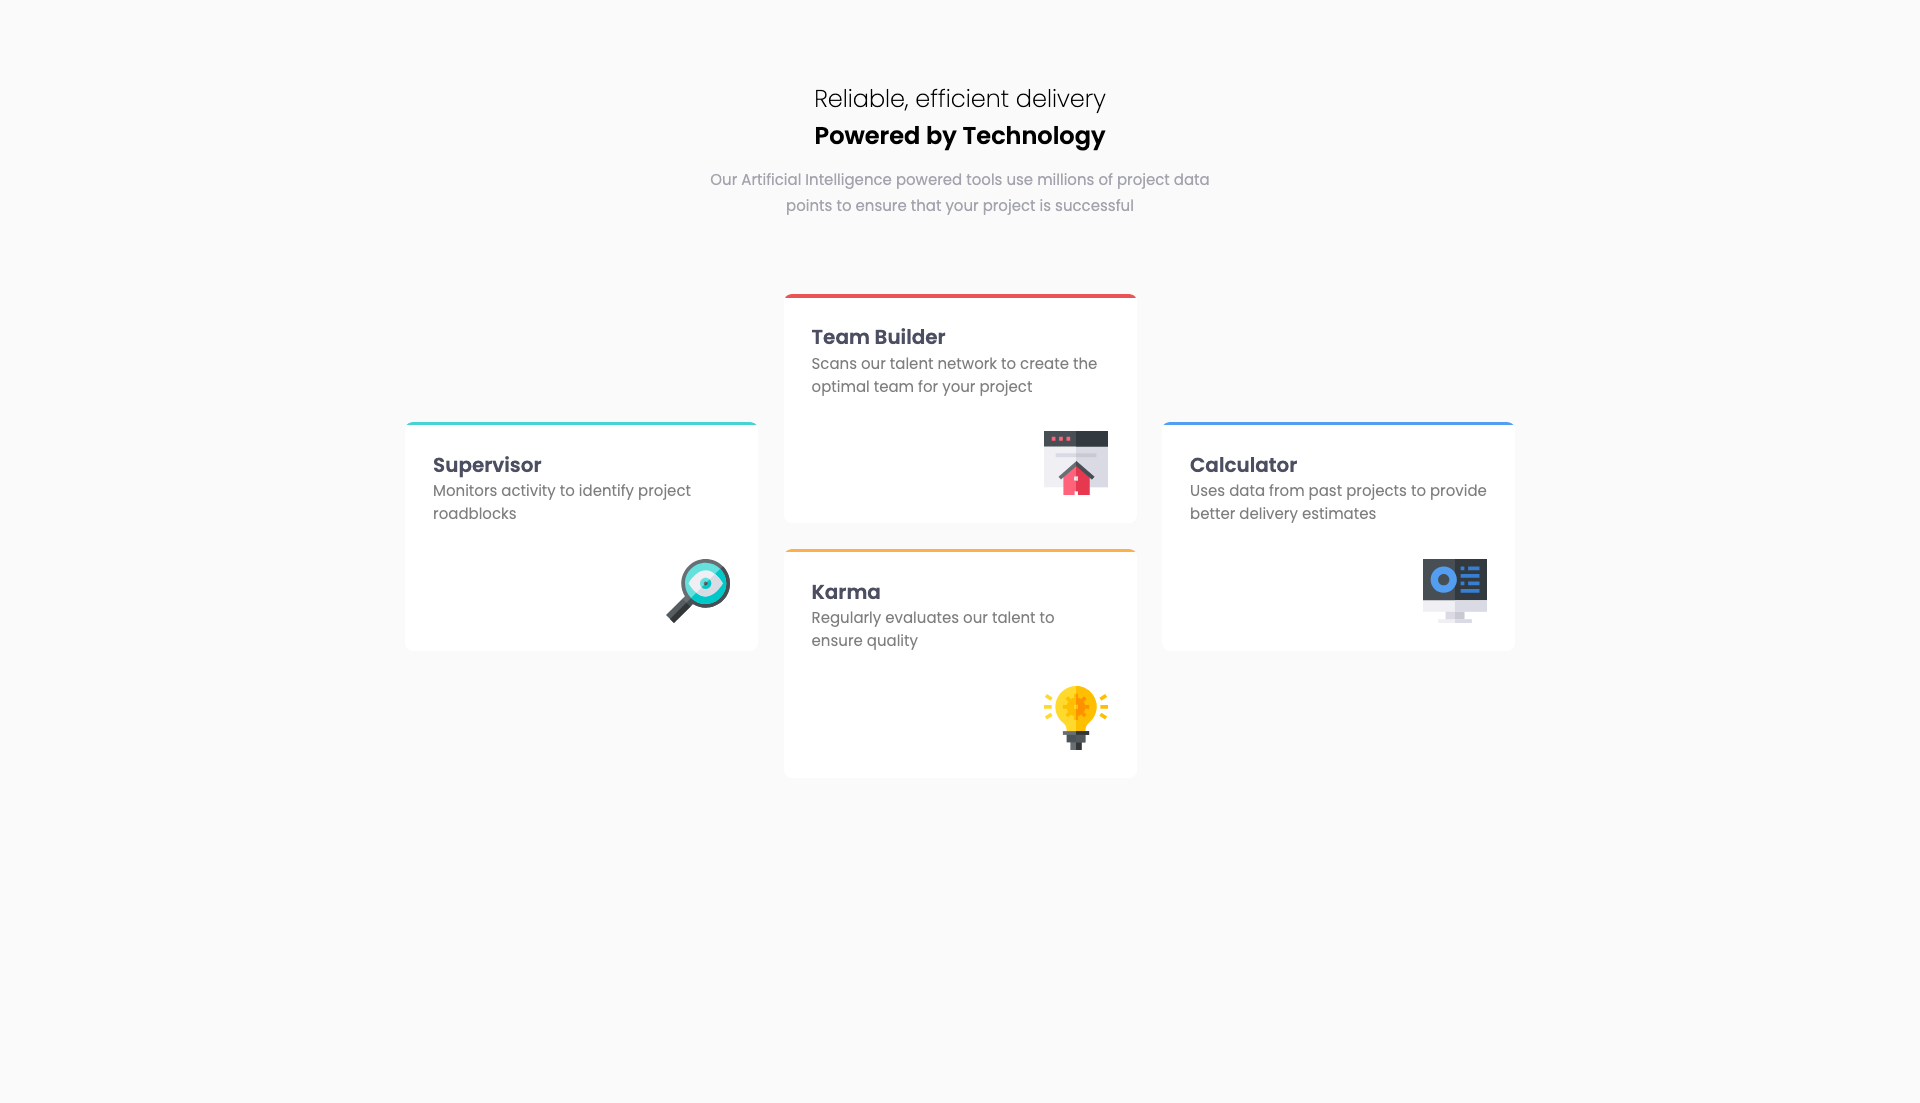 Reliable, efficient delivery
Powered by Technology
Our Artificial Intelligence powered tools use millions of project data
points to ensure that your project is successful
Supervisor
Monitors activity to identify project
roadblocks
Team Builder
Scans our talent network to create the
optimal team for your project
Karma
Regularly evaluates our talent to
ensure quality
Calculator
Uses data from past projects to provide
better delivery estimates